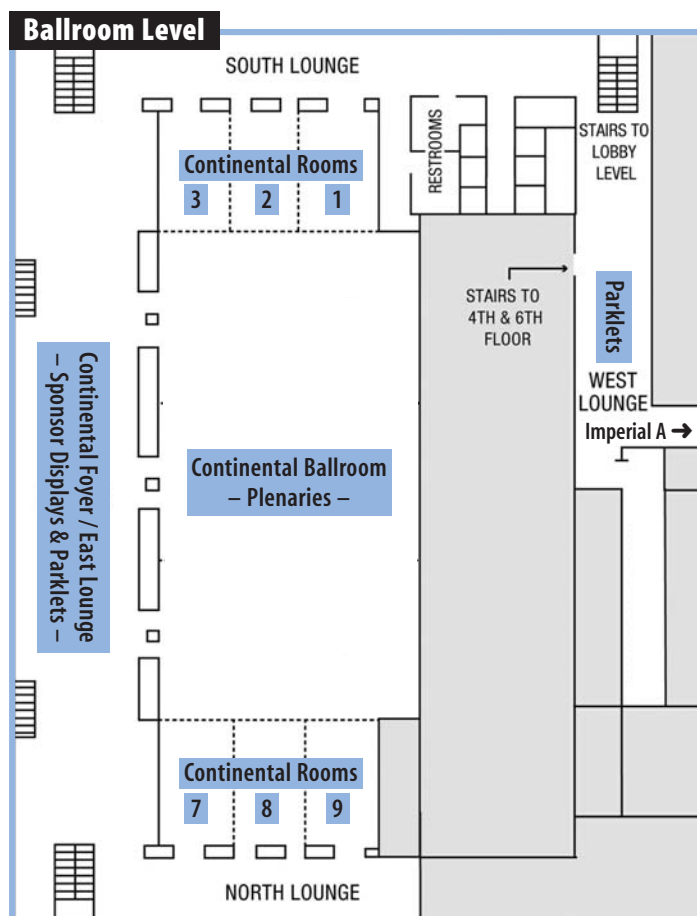 Ballroom Level
SOUTH LOUNGE
RESTROOMS
STAIRS TO
LOBBY
LEVEL
Continental Rooms
3 2 1
STAIRS TO
4TH & 6TH
FLOOR
Parklets
WEST
LOUNGE
Imperial A ➔
Continental Foyer / East Lounge
– Sponsor Displays & Parklets –
Continental Ballroom
– Plenaries –
Continental Rooms
7 8 9
NORTH LOUNGE